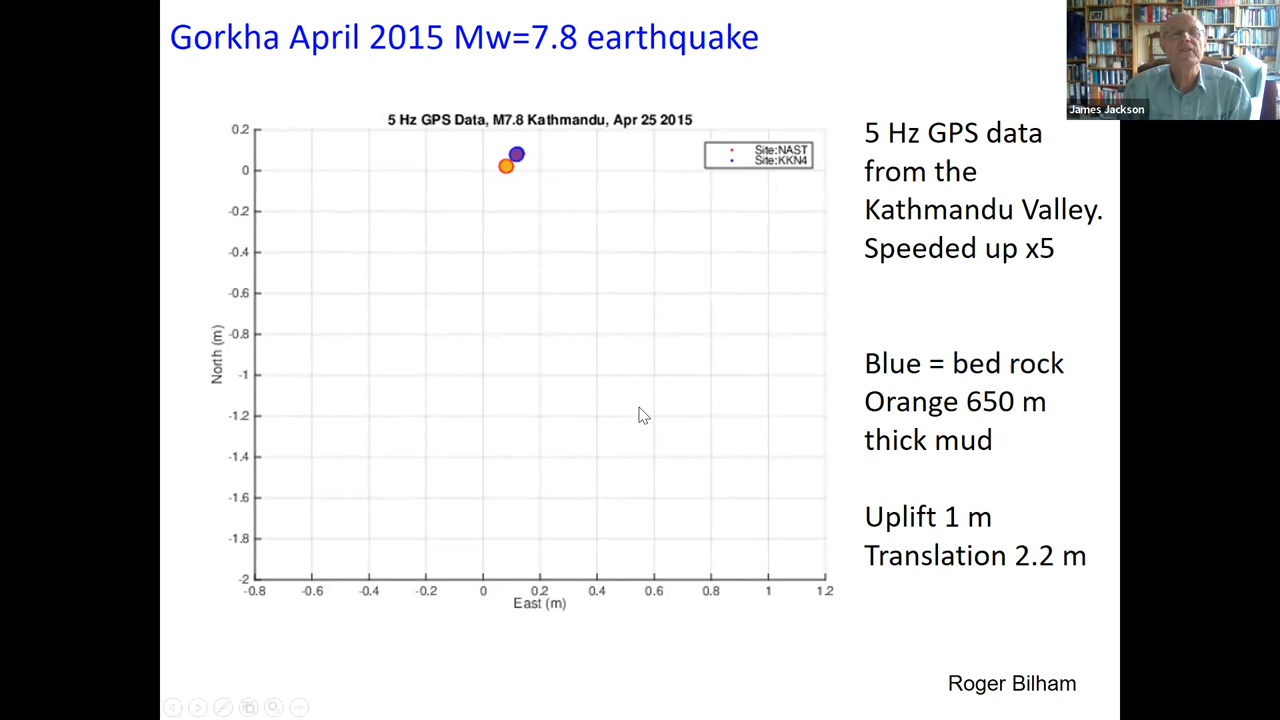 Gorkha April 2015 Mw=7.8 earthquake
James Jackson
5 Hz GPS Data, M7.8 Kathmandu, Apr 25 2015
Site:NAST
Site:KKN4
0.2
0
-0.2
-0.4
-0.6
-0.8
-1
-1.2
-1.4
-1.6
-1.8
-2
North (m)
-0.8 -0.6 -0.4 -0.2 0 0.2 0.4 0.6 0.8 1 1.2
East (m)
5 Hz GPS data
from the
Kathmandu Valley.
Speeded up x5
Blue = bed rock
Orange 650 m
thick mud
Uplift 1 m
Translation 2.2 m
Roger Bilham